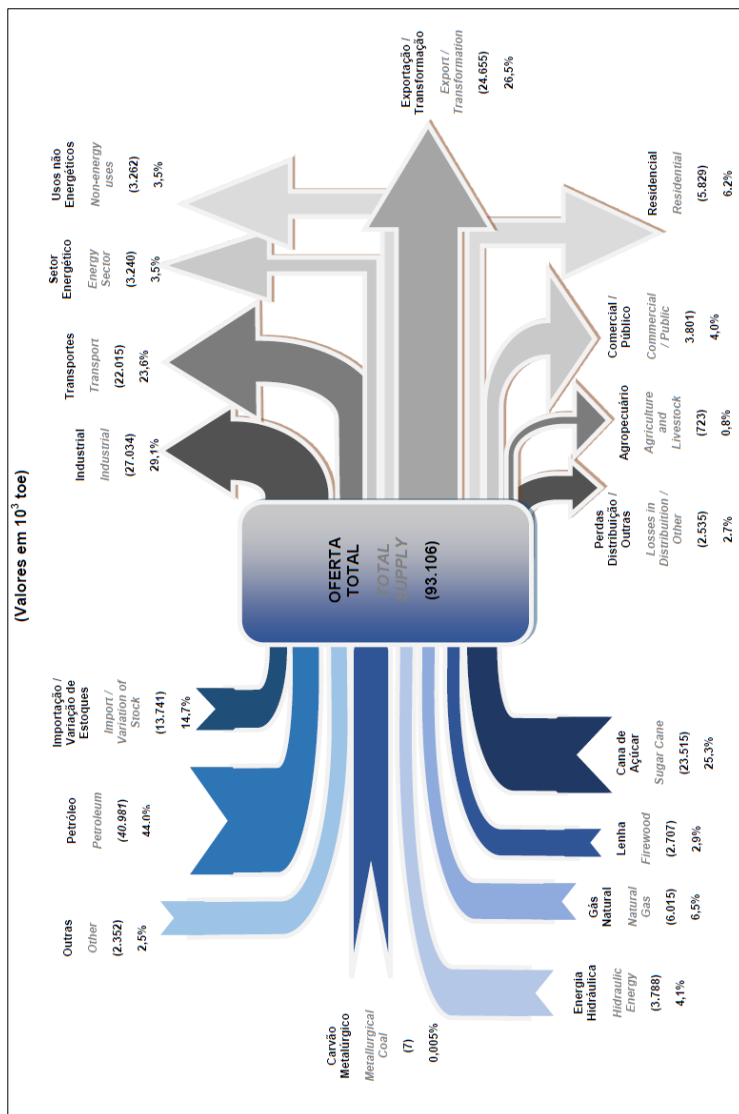 (Valores em 10³ toe)
Importação /
Variação de
Estoques
Import /
Variation of
Stock
(13.741)
14.7%
Petróleo
Petroleum
(40.981)
44.0%
Outras
Other
(2.352)
2,5%
Carvão
Metalúrgico
Metallurgical
Coal
(7)
0,005%
Energia
Hidráulica
Hidraulic
Energy
(3.788)
4,1%
Gás
Natural
Natural
Gas
(6.015)
6,5%
Lenha
Firewood
(2.707)
2,9%
Cana de
Açúcar
Sugar Cane
(23.515)
25.3%
OFERTA
TOTAL
TOTAL
SUPPLY
(93.106)
Industrial
Industrial
(27.034)
29.1%
Transportes
Transport
(22.015)
23,6%
Setor
Energético
Energy
Sector
(3.240)
3,5%
Usos não
Energéticos
Non-energy
uses
(3.262)
3,5%
Exportação /
Transformação
Export /
Transformation
(24.655)
26,5%
Residencial
Residential
(5.829)
6.2%
Comercial /
Público
Commercial
/ Public
3.801)
4,0%
Agropecuário
Agriculture
and
Livestock
(723)
0,8%
Perdas
Distribuição /
Outras
Losses in
Distribuition /
Other
(2.535)
2.7%